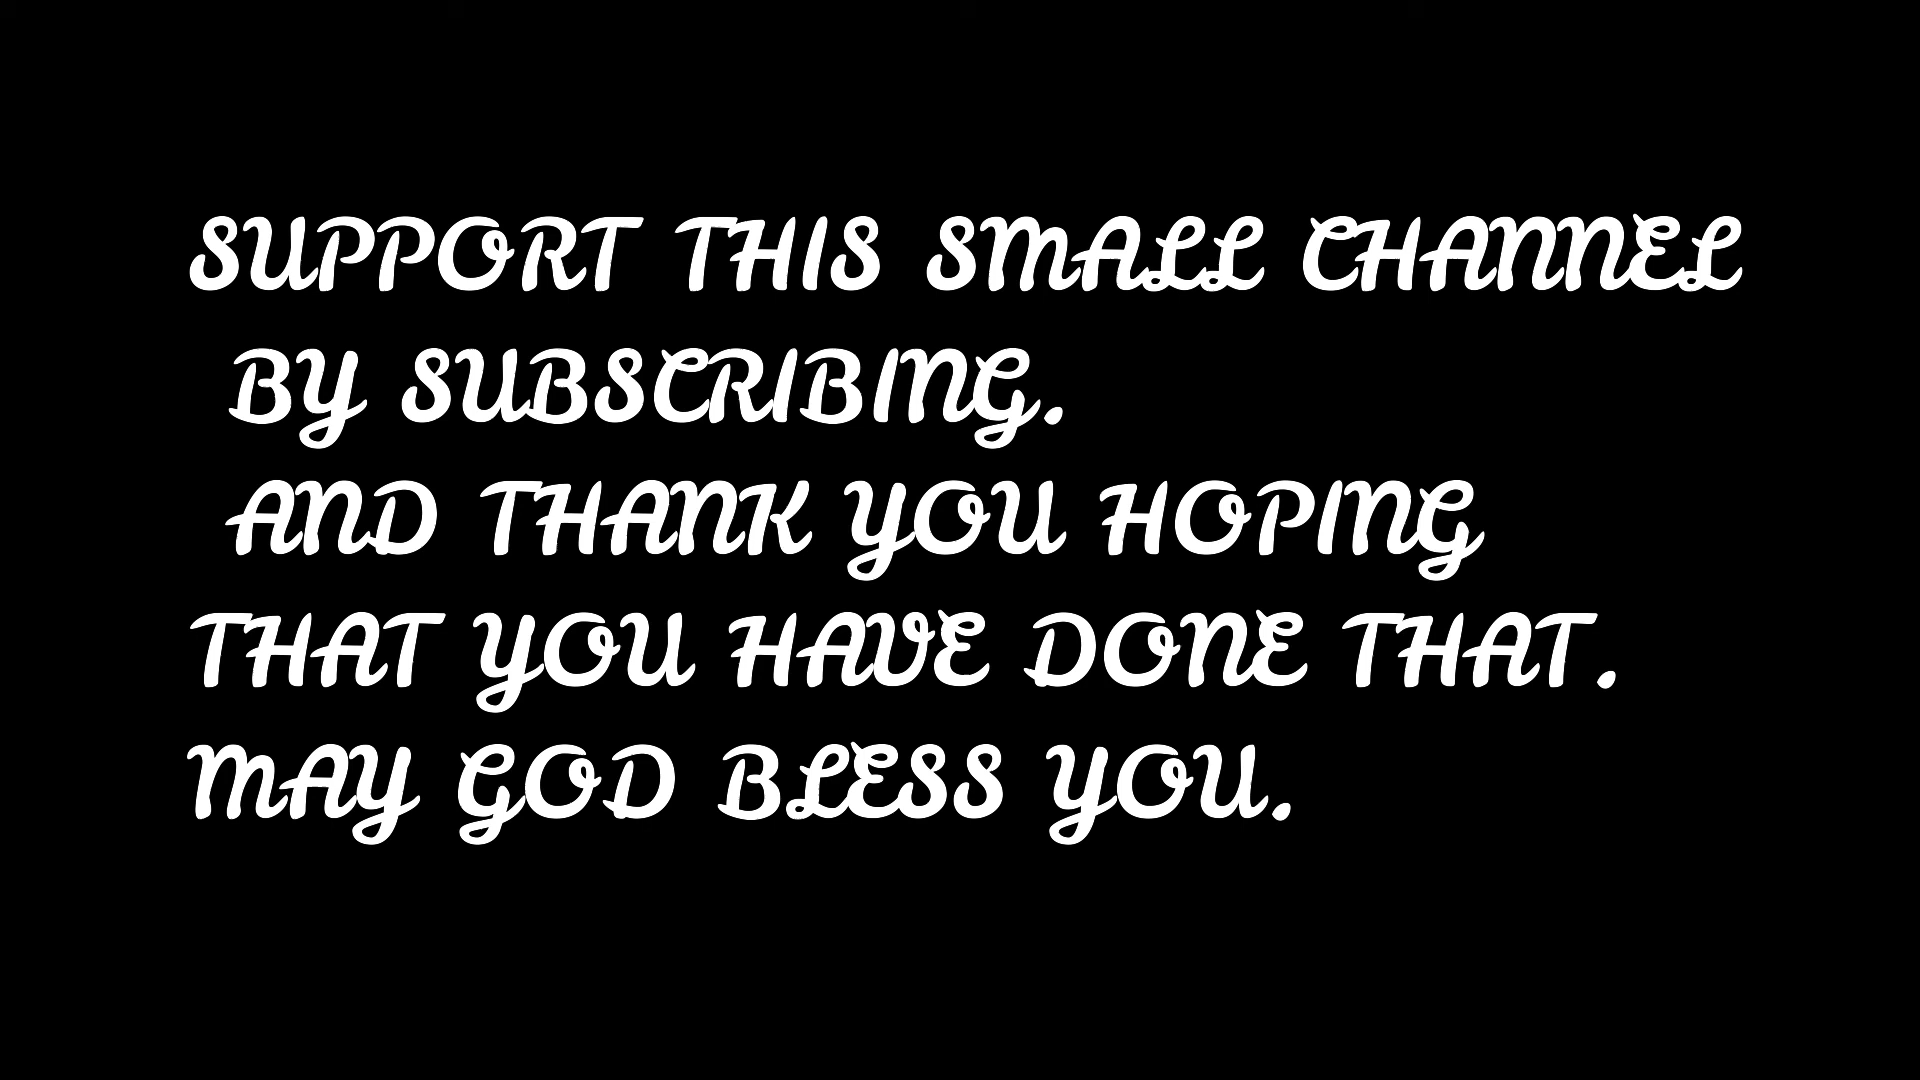 SUPPORT THIS SMALL CHANNEL
BY SUBSCRIBING.
AND THANK YOU HOPING
THAT YOU HAVE DONE THAT.
MAY GOD BLESS YOU.